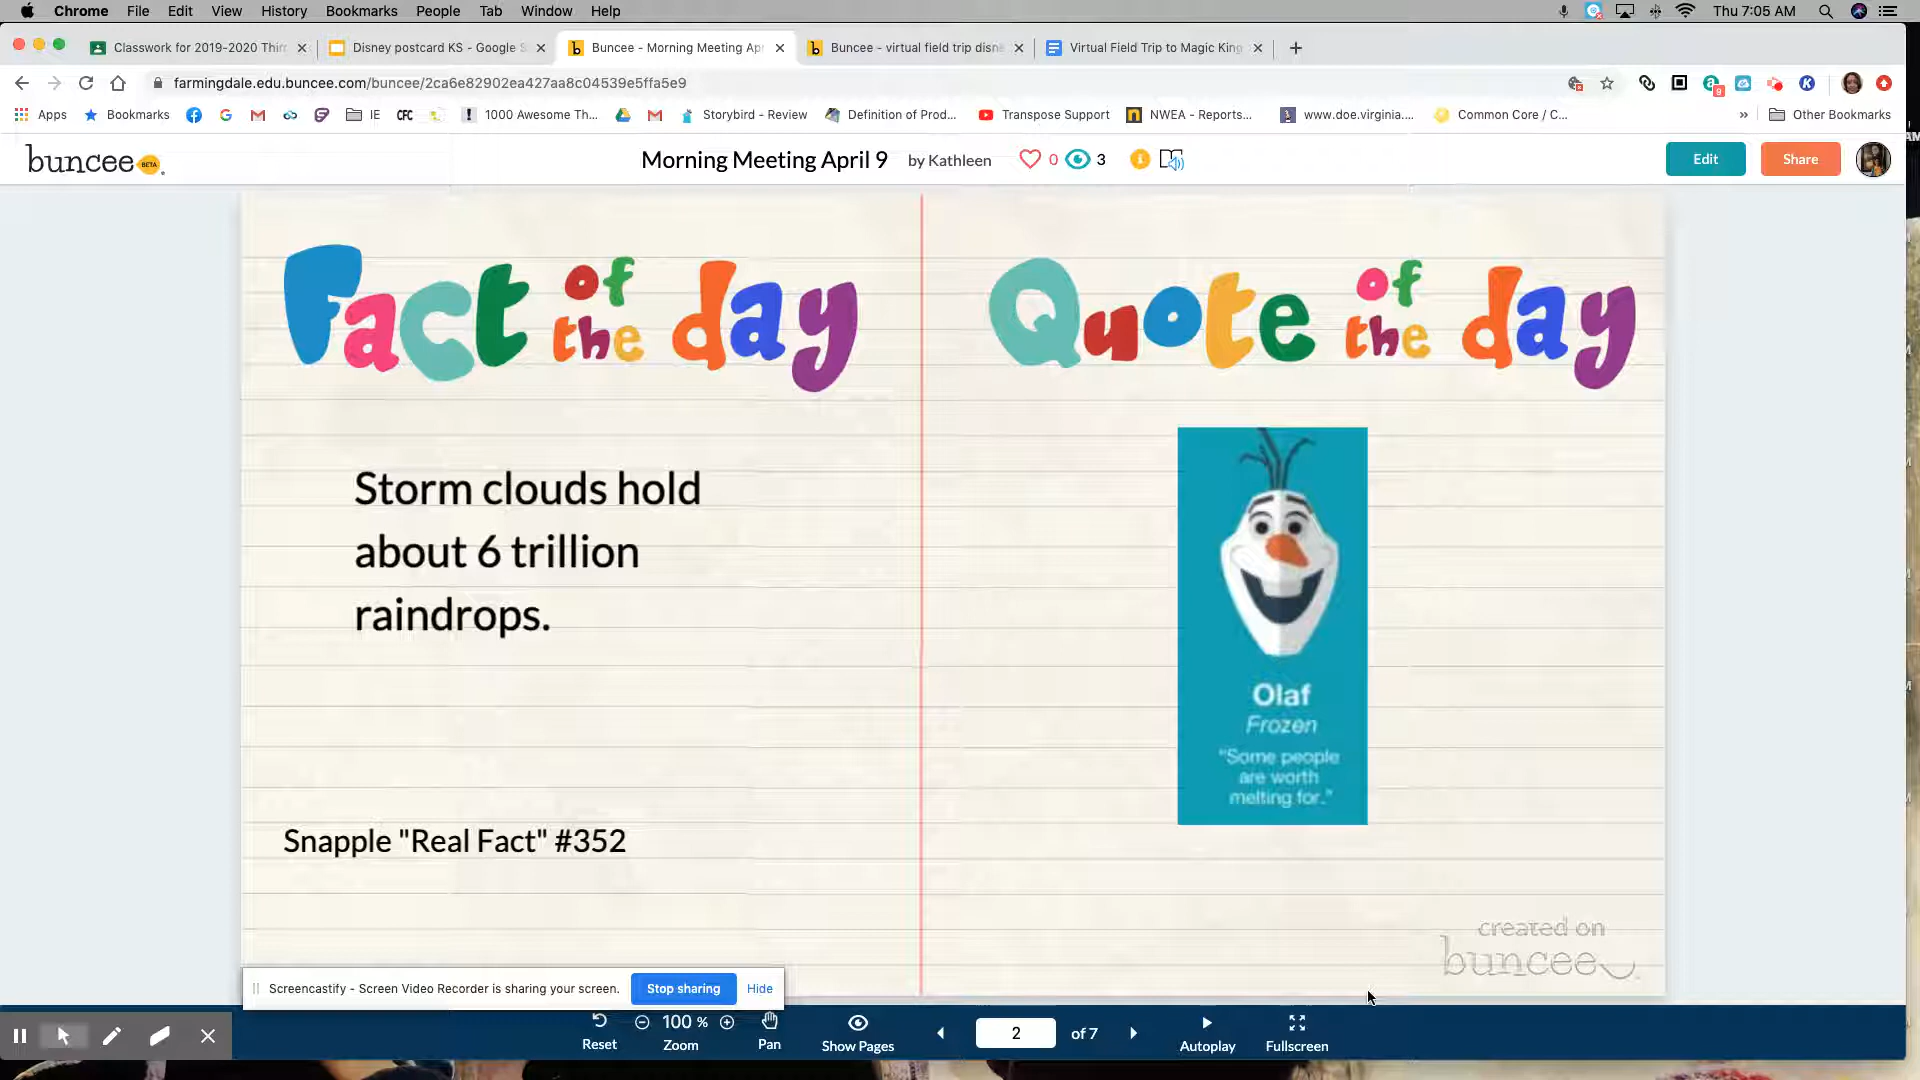 Chrome File Edit View History Bookmarks People Tab Window Help Thu 7:05 AM
Classwork for 2019-2020 Thir Disney postcard KS - Google S Buncee - Morning Meeting Apr Buncee - virtual field trip disn Virtual Field Trip to Magic King
farmingdale.edu.buncee.com/buncee/2ca6e82902ea427aa8c04539e5ffa5e9
Apps Bookmarks IE CFC 1000 Awesome Th... Storybird - Review Definition of Prod... Transpose Support NWEA - Reports... www.doe.virginia.... Common Core / C... » Other Bookmarks
buncee BETA Morning Meeting April 9 by Kathleen 0 3 Edit Share
Fact of the day
Storm clouds hold
about 6 trillion
raindrops.
Snapple "Real Fact" #352
Quote of the day
Olaf
Frozen
"Some people
are worth
melting for."
created on
buncee
Screencastify - Screen Video Recorder is sharing your screen. Stop sharing Hide
Reset 100 % Zoom Pan Show Pages 2 of 7 Autoplay Fullscreen